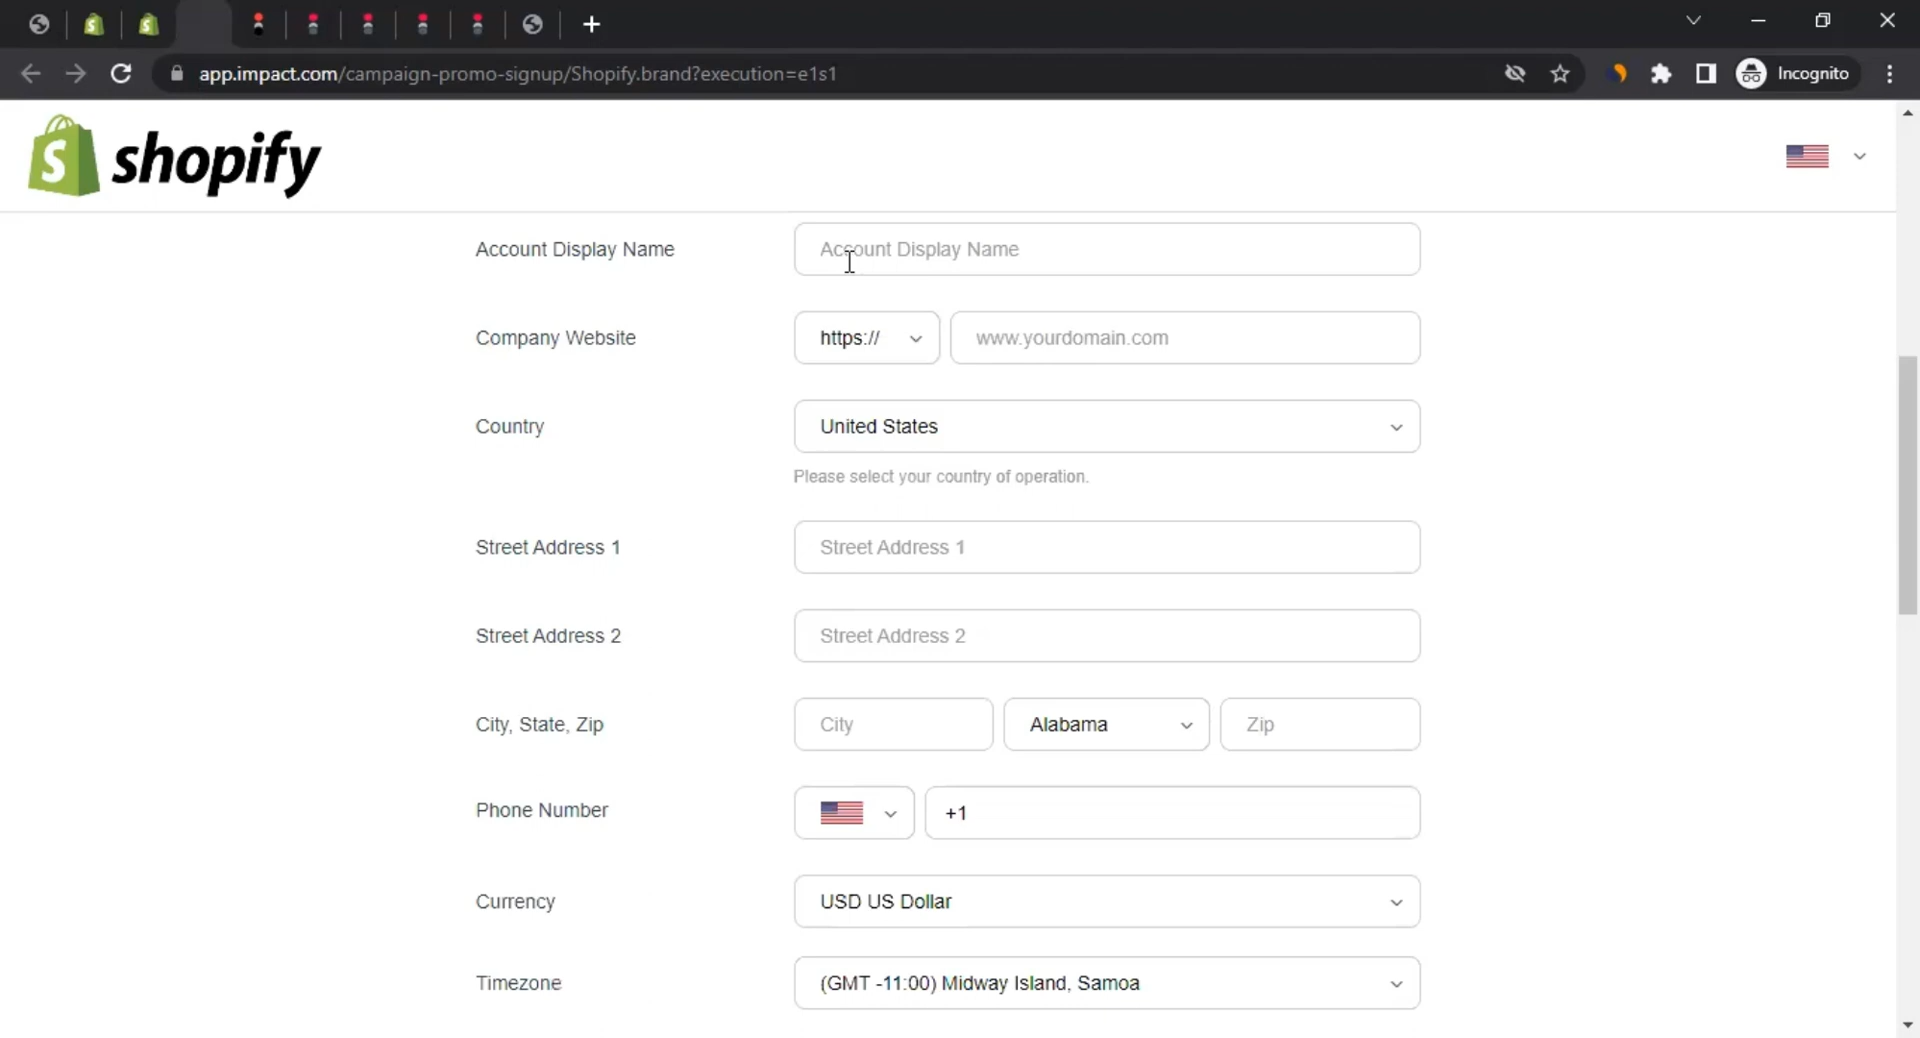 app.impact.com/campaign-promo-signup/Shopify.brand?execution=e1s1
Incognito
shopify
Account Display Name
Account Display Name
Company Website
https://
www.yourdomain.com
Country
United States
Please select your country of operation.
Street Address 1
Street Address 1
Street Address 2
Street Address 2
City, State, Zip
City
Alabama
Zip
Phone Number
+1
Currency
USD US Dollar
Timezone
(GMT -11:00) Midway Island, Samoa